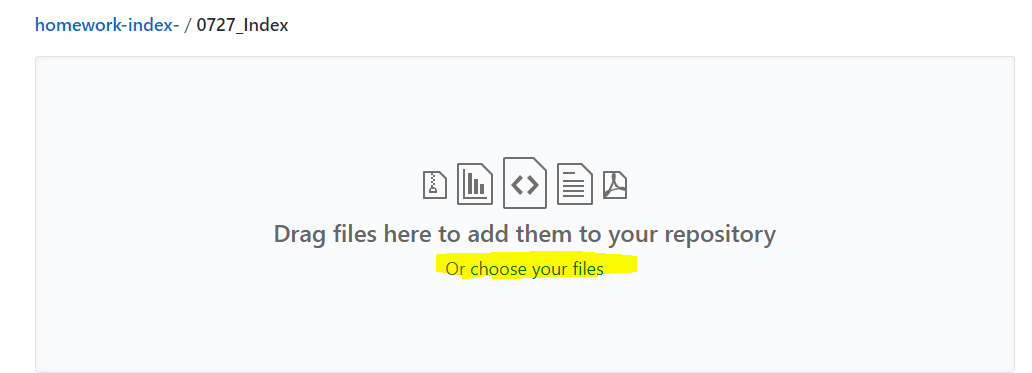 homework-index- / 0727_Index
Drag files here to add them to your repository
Or choose your files